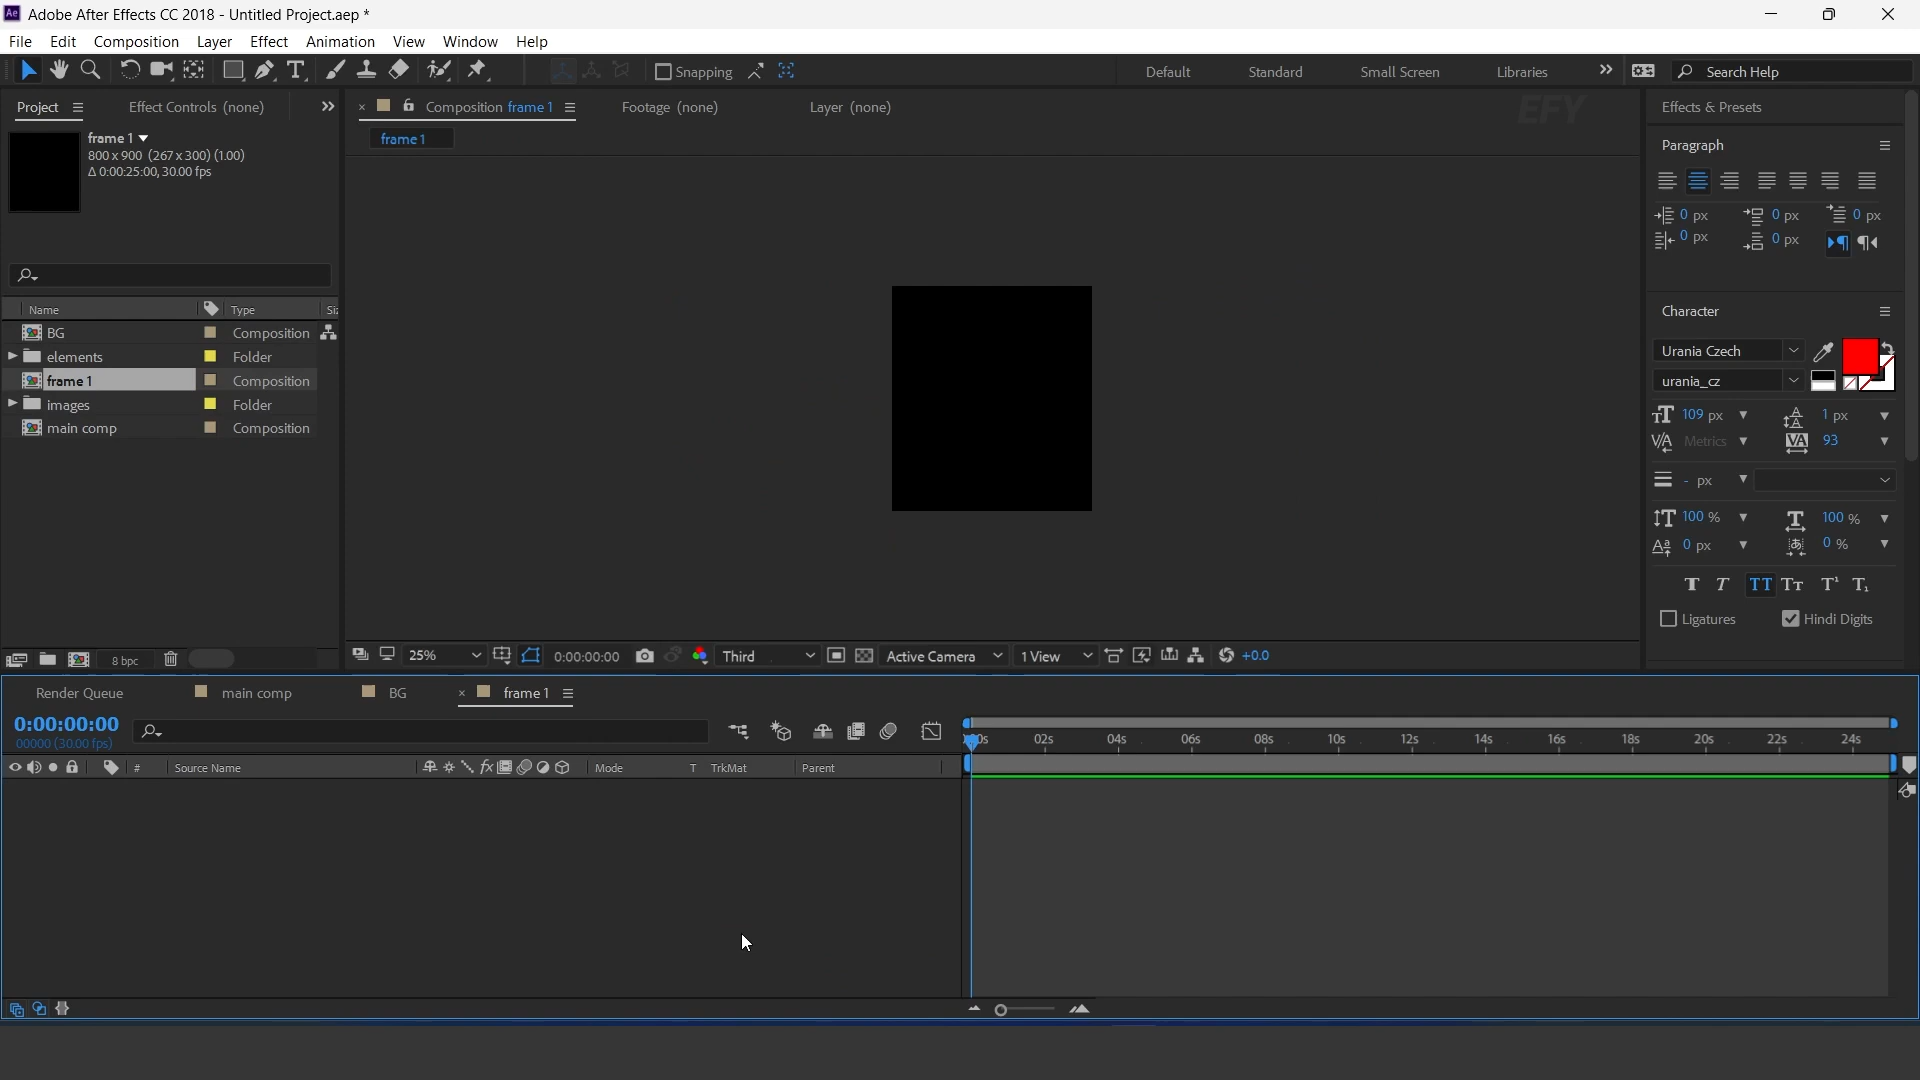 Ae Adobe After Effects CC 2018 - Untitled Project.aep *
File Edit Composition Layer Effect Animation View Window Help
Snapping Default Standard Small Screen Libraries Search Help
Project Effect Controls (none) Composition frame 1 Footage (none) Layer (none) EFY Effects & Presets
frame 1
800 x 900 (267 x 300) (1.00)
Δ 0:00:25:00, 30.00 fps
frame 1
Paragraph
0 px 0 px 0 px
0 px 0 px
Name Type Siz
BG Composition
elements Folder
frame 1 Composition
images Folder
main comp Composition
Character
Urania Czech
urania_cz
109 px 1 px
Metrics 93
- px
100 % 100 %
0 px 0 %
T T TT Tт T¹ T₁
Ligatures Hindi Digits
8 bpc 25% 0:00:00:00 Third Active Camera 1 View +0.0
Render Queue main comp BG frame 1
0:00:00:00
00000 (30.00 fps)
02s 04s 06s 08s 10s 12s 14s 16s 18s 20s 22s 24s
# Source Name Mode T TrkMat Parent